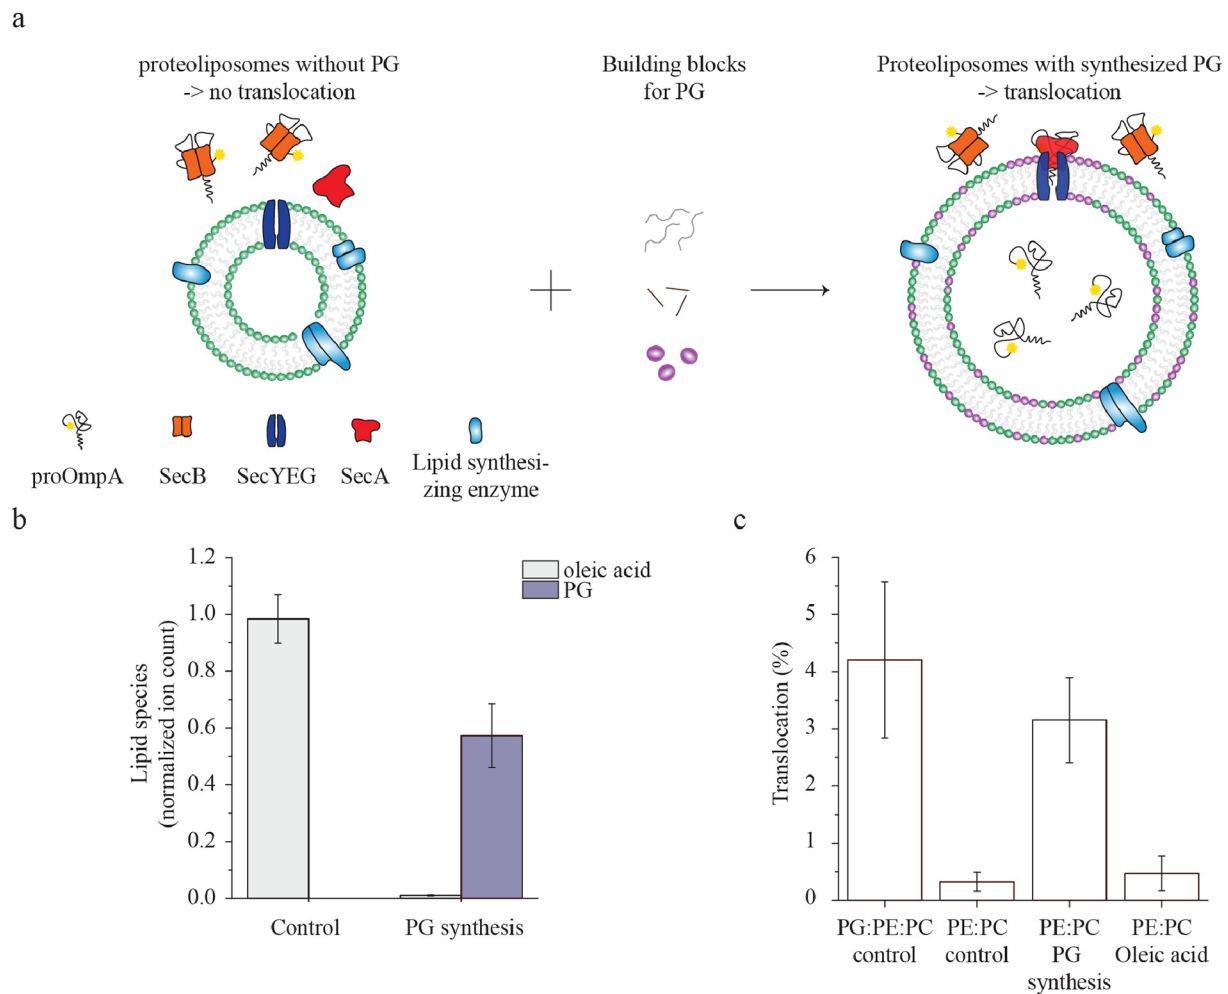 a
proteoliposomes without PG
-> no translocation
Building blocks
for PG
Proteoliposomes with synthesized PG
-> translocation
proOmpA
SecB
SecYEG
SecA
Lipid synthesi-
zing enzyme
b
Lipid species
(normalized ion count)
1.2
1.0
0.8
0.6
0.4
0.2
0.0
oleic acid
PG
Control
PG synthesis
c
Translocation (%)
6
5
4
3
2
1
0
PG:PE:PC
control
PE:PC
control
PE:PC
PG
synthesis
PE:PC
Oleic acid